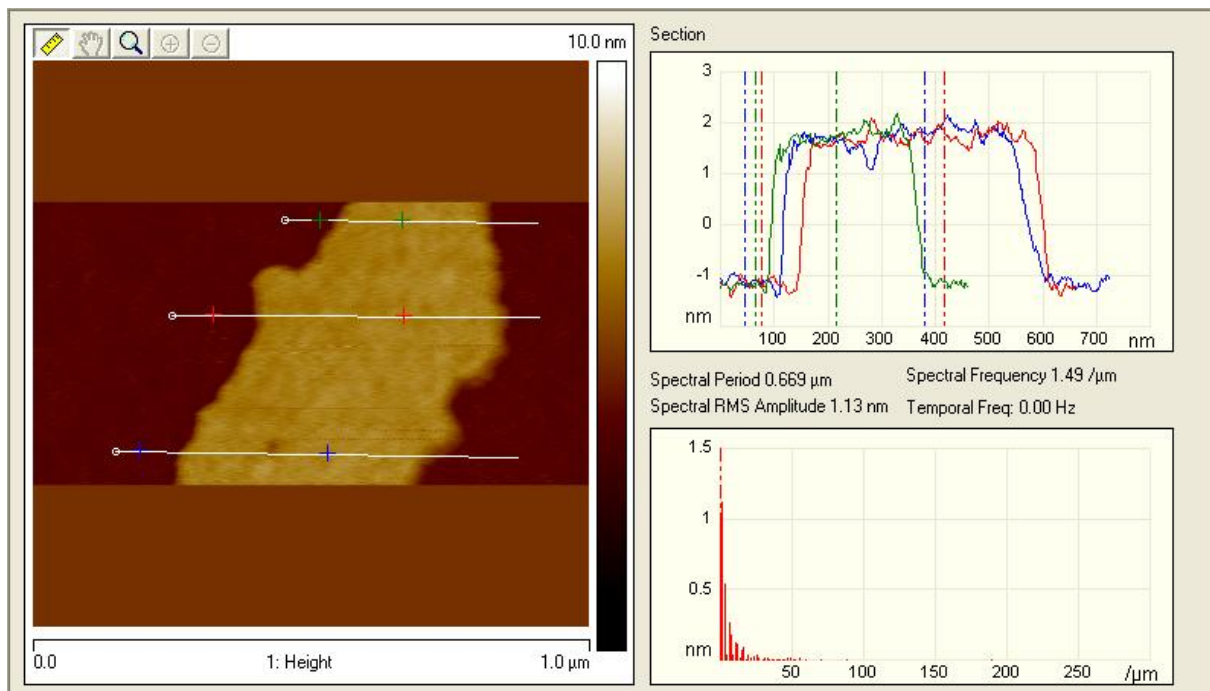 10.0 nm
0.0
1: Height
1.0 µm
Section
3
2
1
0
-1
nm
100
200
300
400
500
600
700
nm
Spectral Period 0.669 µm
Spectral Frequency 1.49 /µm
Spectral RMS Amplitude 1.13 nm
Temporal Freq: 0.00 Hz
1.5
1
0.5
nm
50
100
150
200
250
/µm